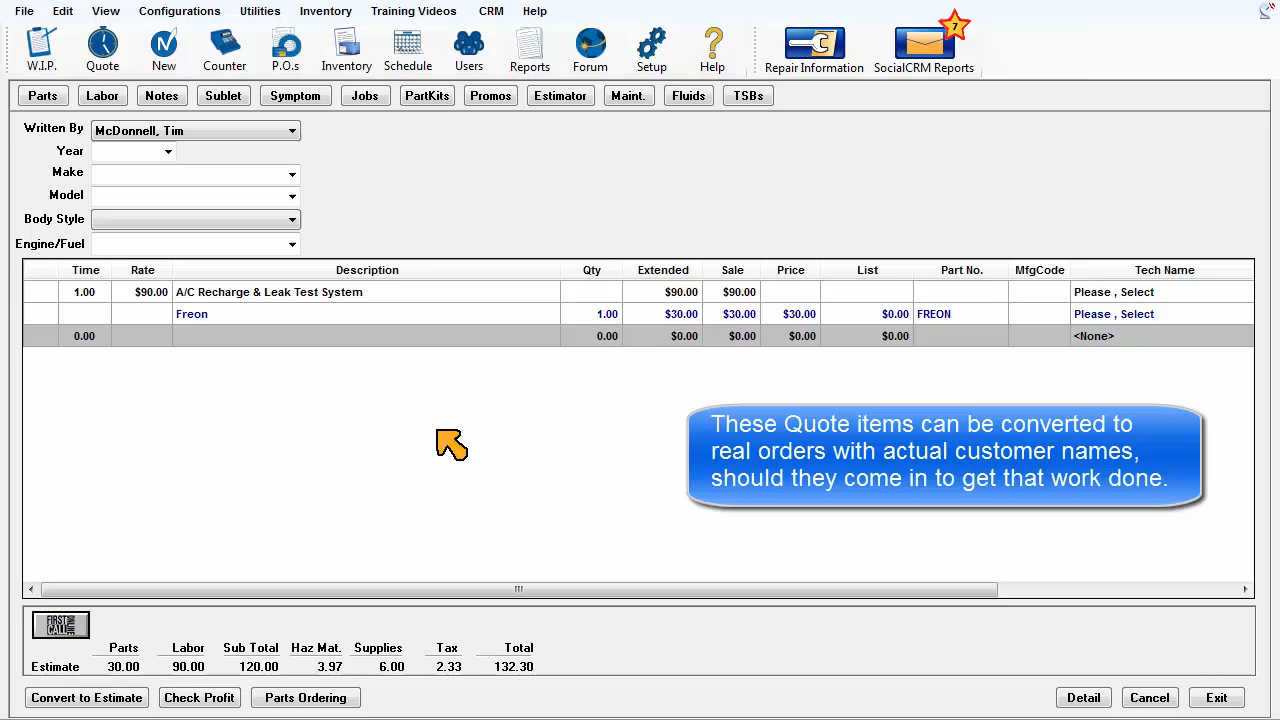 File Edit View Configurations Utilities Inventory Training Videos CRM Help
7
W.I.P. Quote New Counter P.O.s Inventory Schedule Users Reports Forum Setup Help Repair Information SocialCRM Reports
Parts Labor Notes Sublet Symptom Jobs PartKits Promos Estimator Maint. Fluids TSBs
Written By McDonnell, Tim
Year
Make
Model
Body Style
Engine/Fuel
Time Rate Description Qty Extended Sale Price List Part No. MfgCode Tech Name
1.00 $90.00 A/C Recharge & Leak Test System $90.00 $90.00 Please , Select
Freon 1.00 $30.00 $30.00 $30.00 $0.00 FREON Please , Select
0.00 0.00 $0.00 $0.00 $0.00 $0.00 <None>
These Quote items can be converted to
real orders with actual customer names,
should they come in to get that work done.
FIRST
CALL
Parts Labor Sub Total Haz Mat. Supplies Tax Total
Estimate 30.00 90.00 120.00 3.97 6.00 2.33 132.30
Convert to Estimate Check Profit Parts Ordering Detail Cancel Exit